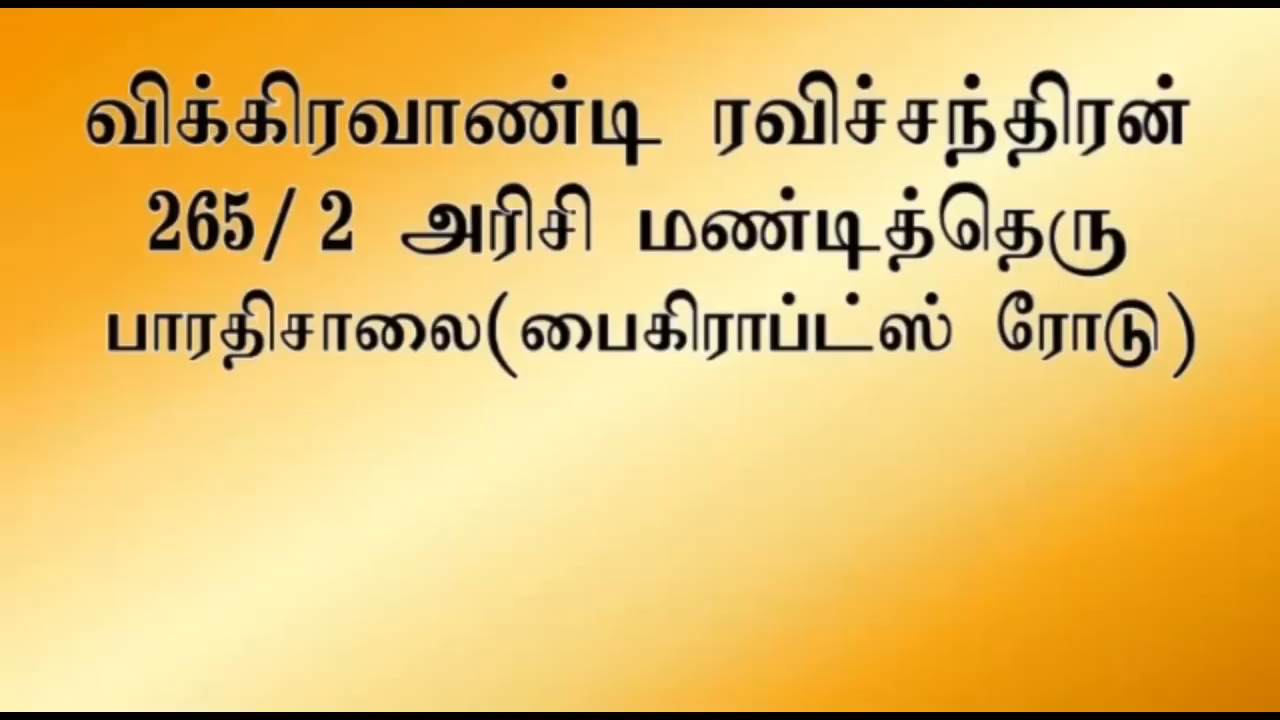 விக்கிரவாண்டி ரவிச்சந்திரன்
265/ 2 அரிசி மண்டித்தெரு
பாரதிசாலை(பைகிராப்ட்ஸ் ரோடு)